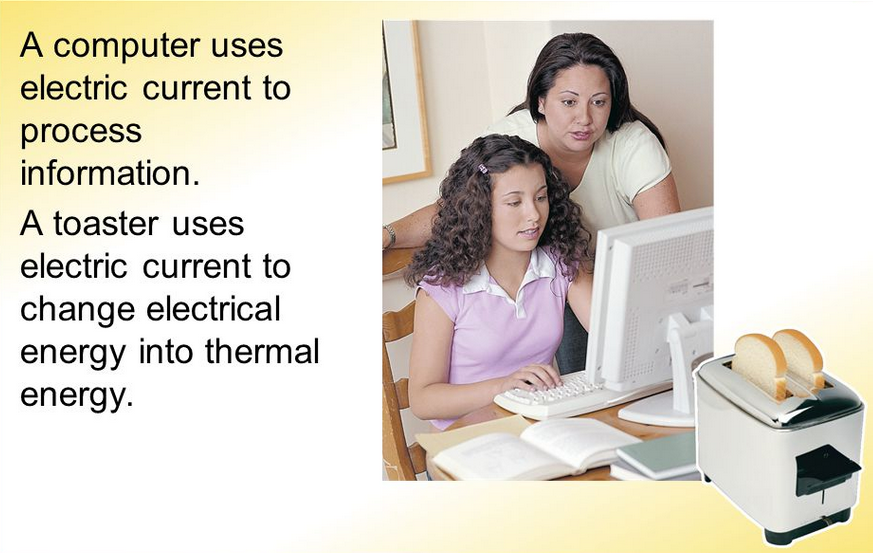 A computer uses
electric current to
process
information.
A toaster uses
electric current to
change electrical
energy into thermal
energy.